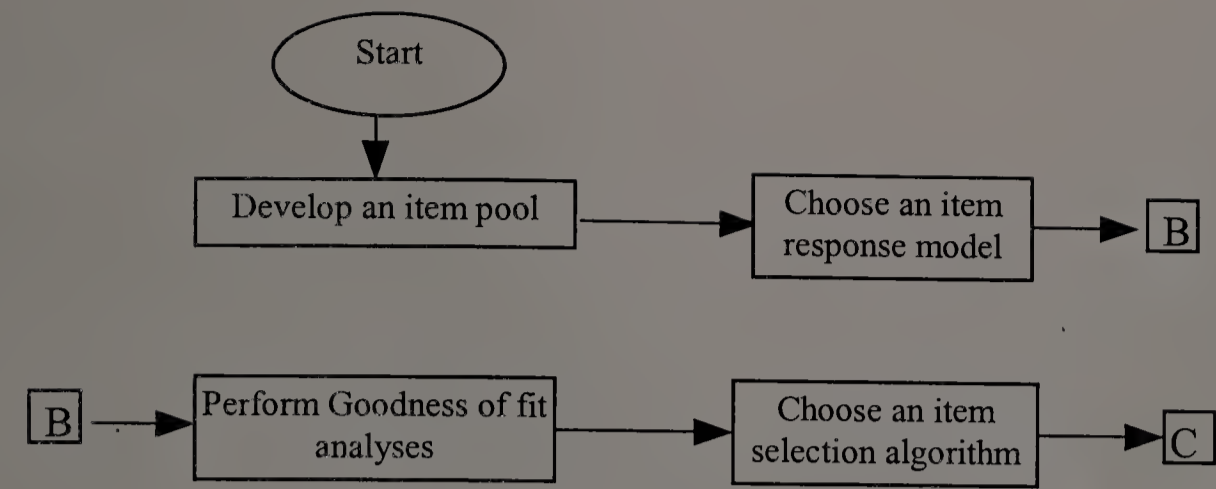 Start
Develop an item pool
Choose an item
response model
B
B
Perform Goodness of fit
analyses
Choose an item
selection algorithm
C